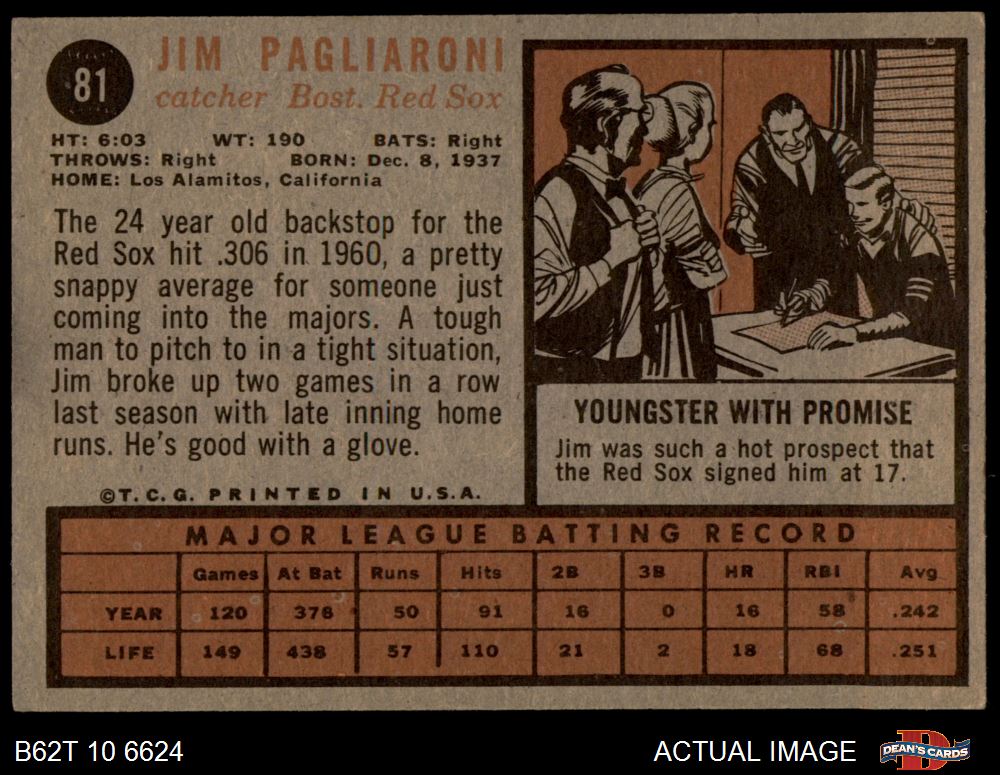 81
JIM PAGLIARONI
catcher Bost. Red Sox
HT: 6:03 WT: 190 BATS: Right
THROWS: Right BORN: Dec. 8, 1937
HOME: Los Alamitos, California
The 24 year old backstop for the
Red Sox hit .306 in 1960, a pretty
snappy average for someone just
coming into the majors. A tough
man to pitch to in a tight situation,
Jim broke up two games in a row
last season with late inning home
runs. He's good with a glove.
©T.C.G. PRINTED IN U.S.A.
YOUNGSTER WITH PROMISE
Jim was such a hot prospect that
the Red Sox signed him at 17.
MAJOR LEAGUE BATTING RECORD
Games At Bat Runs Hits 2B 3B HR RBI Avg
YEAR 120 378 50 91 16 0 16 58 .242
LIFE 149 438 57 110 21 2 18 68 .251
B62T 10 6624
ACTUAL IMAGE
D
DEAN'S CARDS